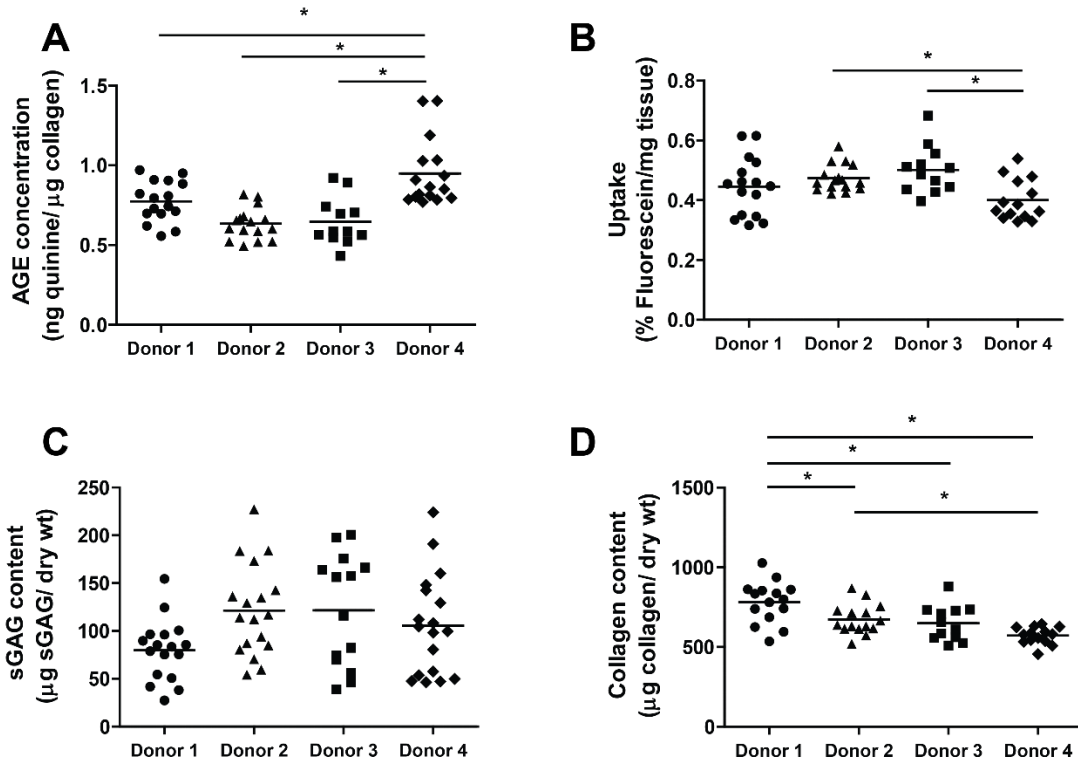 A
*
*
*
AGE concentration
(ng quinine/ μg collagen)
1.5
1.0
0.5
0.0
Donor 1 Donor 2 Donor 3 Donor 4
B
*
*
Uptake
(% Fluorescein/mg tissue)
0.8
0.6
0.4
0.2
0.0
Donor 1 Donor 2 Donor 3 Donor 4
C
sGAG content
(μg sGAG/ dry wt)
250
200
150
100
50
0
Donor 1 Donor 2 Donor 3 Donor 4
D
*
*
*
*
Collagen content
(μg collagen/ dry wt)
1500
1000
500
0
Donor 1 Donor 2 Donor 3 Donor 4